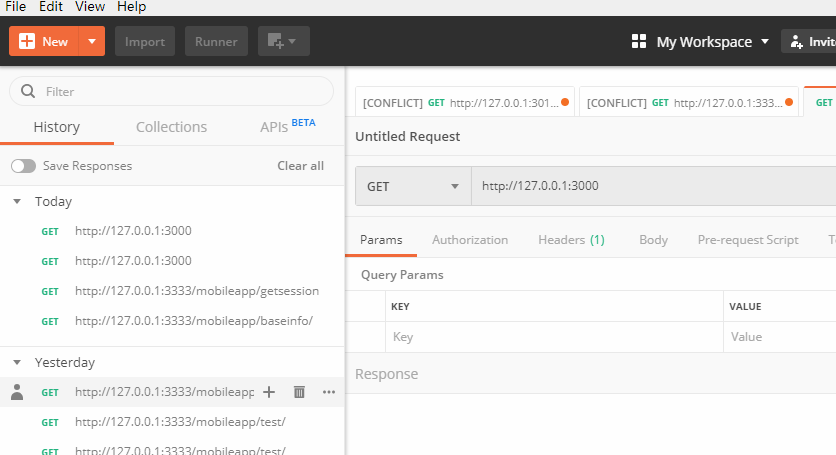 File Edit View Help
New Import Runner My Workspace Invite
Filter
History Collections APIs BETA
Save Responses Clear all
Today
GET http://127.0.0.1:3000
GET http://127.0.0.1:3000
GET http://127.0.0.1:3333/mobileapp/getsession
GET http://127.0.0.1:3333/mobileapp/baseinfo/
Yesterday
GET http://127.0.0.1:3333/mobileapp
GET http://127.0.0.1:3333/mobileapp/test/
GET http://127.0.0.1:3333/mobileapp/test/
[CONFLICT] GET http://127.0.0.1:301... [CONFLICT] GET http://127.0.0.1:333... GET
Untitled Request
GET http://127.0.0.1:3000
Params Authorization Headers (1) Body Pre-request Script
Query Params
KEY VALUE
Key Value
Response